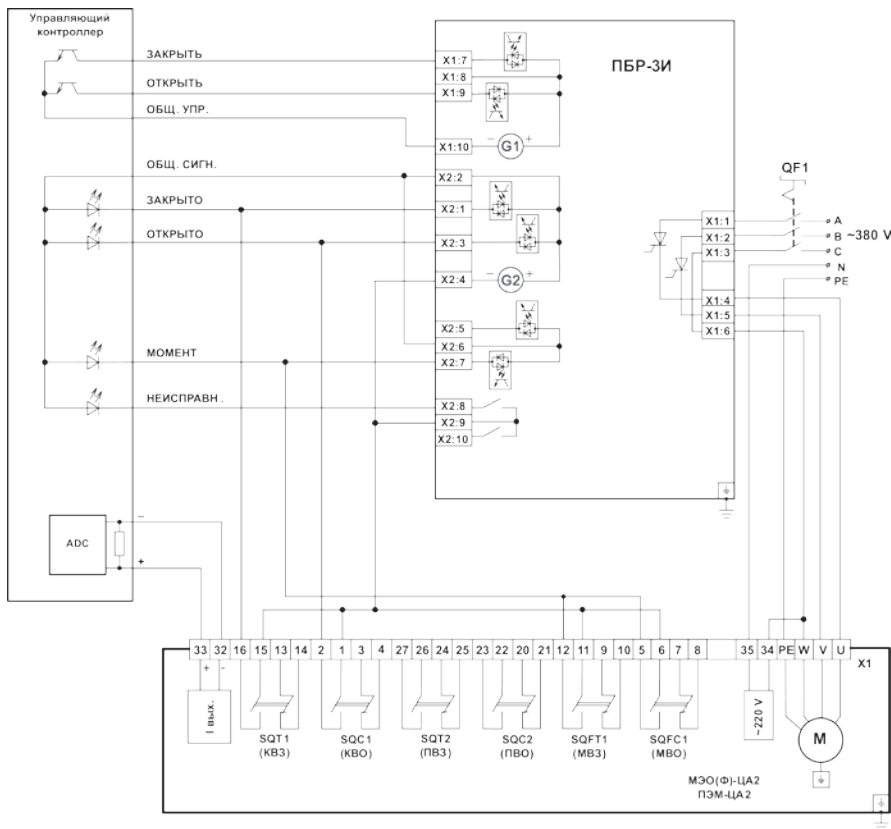 Управляющий
контроллер
ЗАКРЫТЬ
ОТКРЫТЬ
ОБЩ. УПР.
ОБЩ. СИГН.
ЗАКРЫТО
ОТКРЫТО
МОМЕНТ
НЕИСПРАВН.
ADC
–
+
ПБР-3И
X1:7
X1:8
X1:9
X1:10
– G1 +
X2:2
X2:1
X2:3
X2:4
– G2 +
X2:5
X2:6
X2:7
X2:8
X2:9
X2:10
X1:1
X1:2
X1:3
X1:4
X1:5
X1:6
QF1
A
B ~380 V
C
N
PE
33 32 16 15 13 14 2 1 3 4 27 26 24 25 23 22 20 21 12 11 9 10 5 6 7 8 35 34 PE W V U
X1
+ –
I вых.
SQT1
(КВЗ)
SQC1
(КВО)
SQT2
(ПВЗ)
SQC2
(ПВО)
SQFT1
(МВЗ)
SQFC1
(МВО)
~220 V
M
МЭО(Ф)-ЦА2
ПЭМ-ЦА2